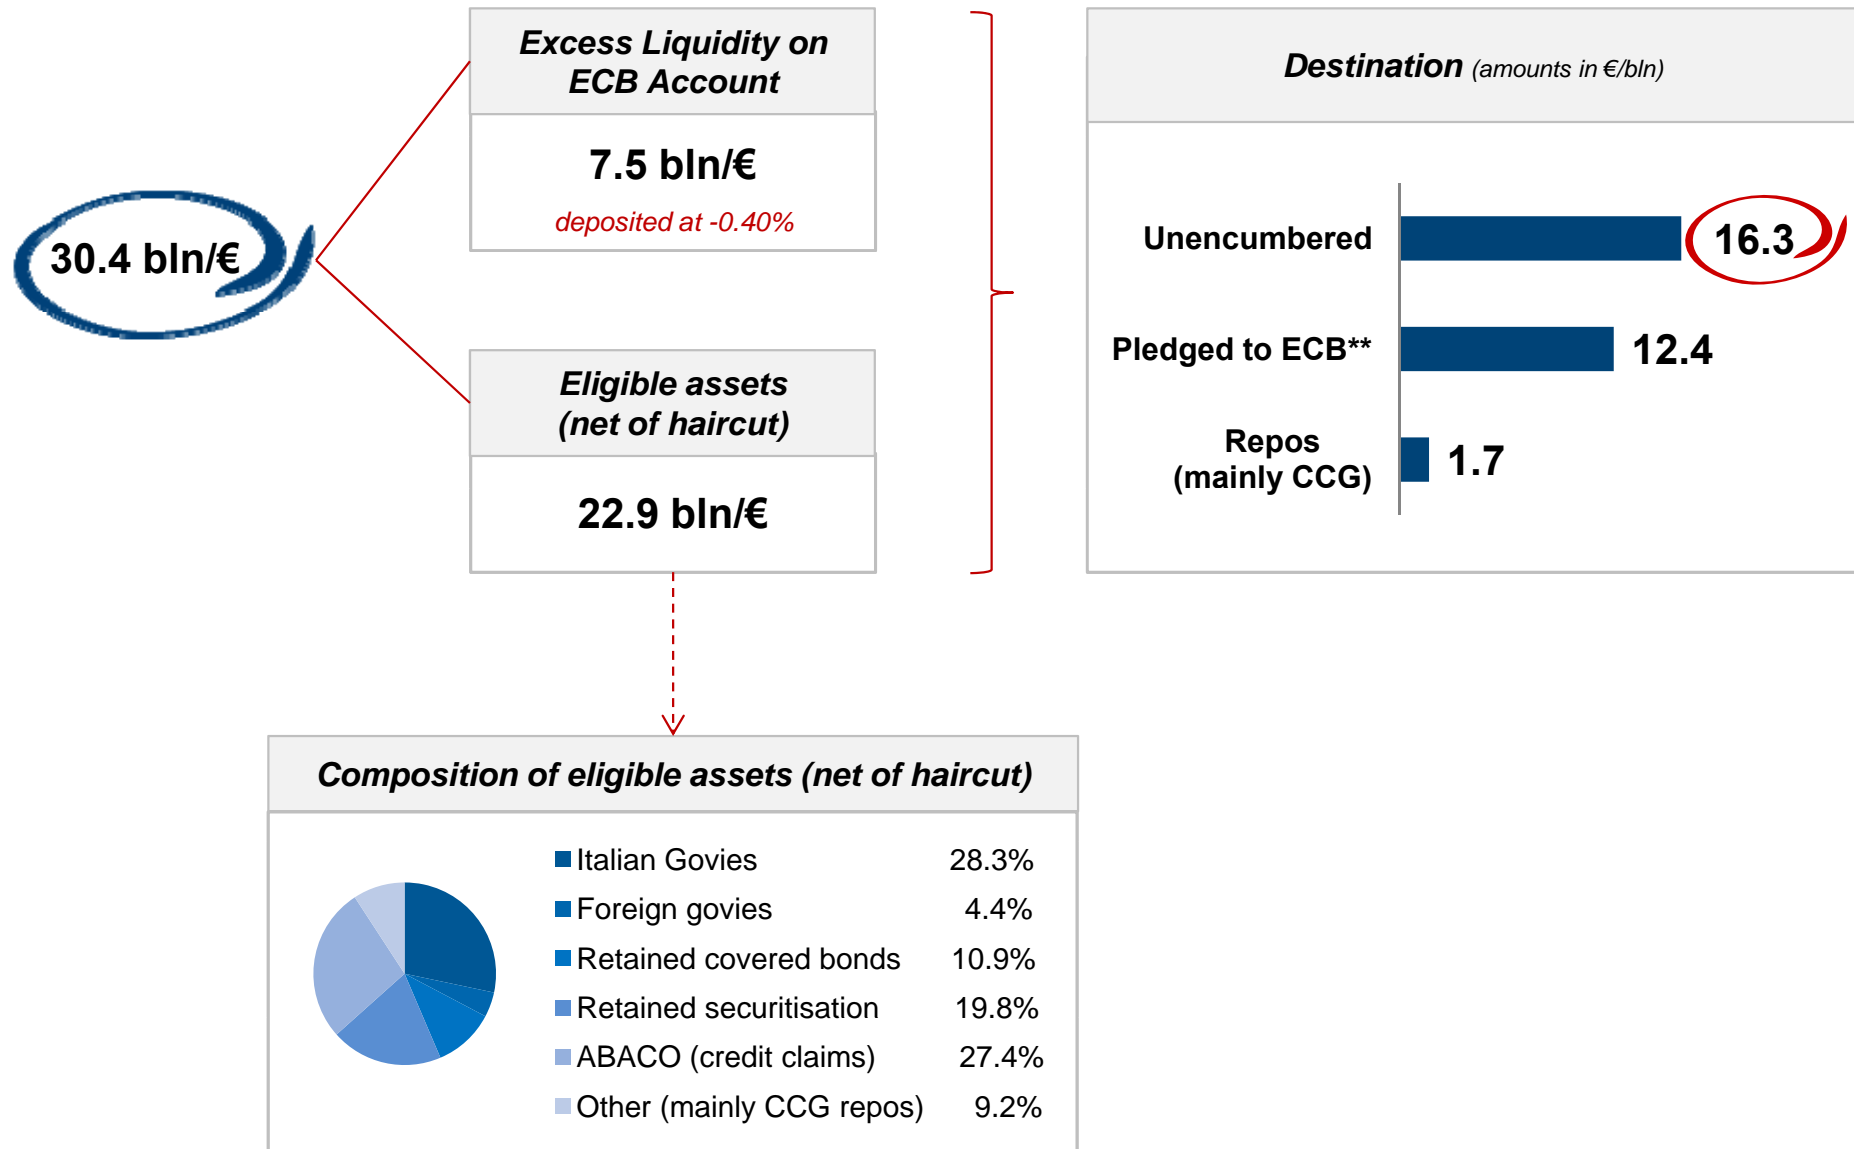 30.4 bln/€
Excess Liquidity on
ECB Account
7.5 bln/€
deposited at -0.40%
Eligible assets
(net of haircut)
22.9 bln/€
Destination (amounts in €/bln)
Unencumbered 16.3
Pledged to ECB** 12.4
Repos
(mainly CCG) 1.7
Composition of eligible assets (net of haircut)
Italian Govies 28.3%
Foreign govies 4.4%
Retained covered bonds 10.9%
Retained securitisation 19.8%
ABACO (credit claims) 27.4%
Other (mainly CCG repos) 9.2%